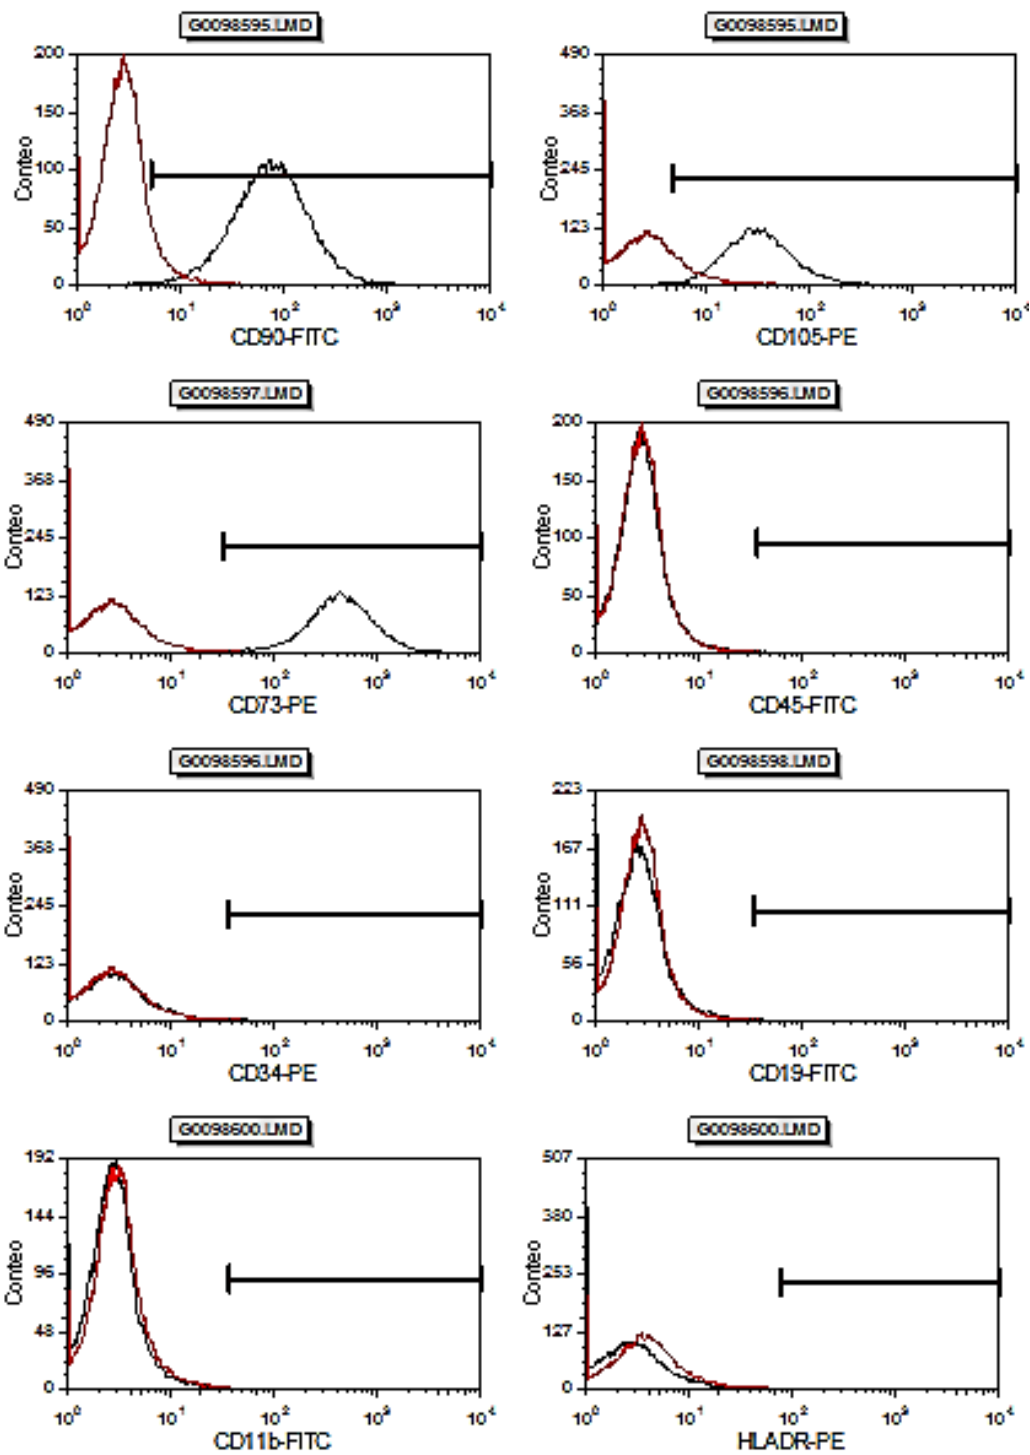 G0098595.LMD
200
150
100
50
0
Conteo
10⁰ 10¹ 10² 10³ 10⁴
CD90-FITC
G0098595.LMD
490
368
245
123
0
Conteo
10⁰ 10¹ 10² 10³ 10⁴
CD105-PE
G0098597.LMD
490
368
245
123
0
Conteo
10⁰ 10¹ 10² 10³ 10⁴
CD73-PE
G0098596.LMD
200
150
100
50
0
Conteo
10⁰ 10¹ 10² 10³ 10⁴
CD45-FITC
G0098596.LMD
490
368
245
123
0
Conteo
10⁰ 10¹ 10² 10³ 10⁴
CD34-PE
G0098598.LMD
223
167
111
56
0
Conteo
10⁰ 10¹ 10² 10³ 10⁴
CD19-FITC
G0098600.LMD
192
144
96
48
0
Conteo
10⁰ 10¹ 10² 10³ 10⁴
CD11b-FITC
G0098600.LMD
507
380
253
127
0
Conteo
10⁰ 10¹ 10² 10³ 10⁴
HLADR-PE